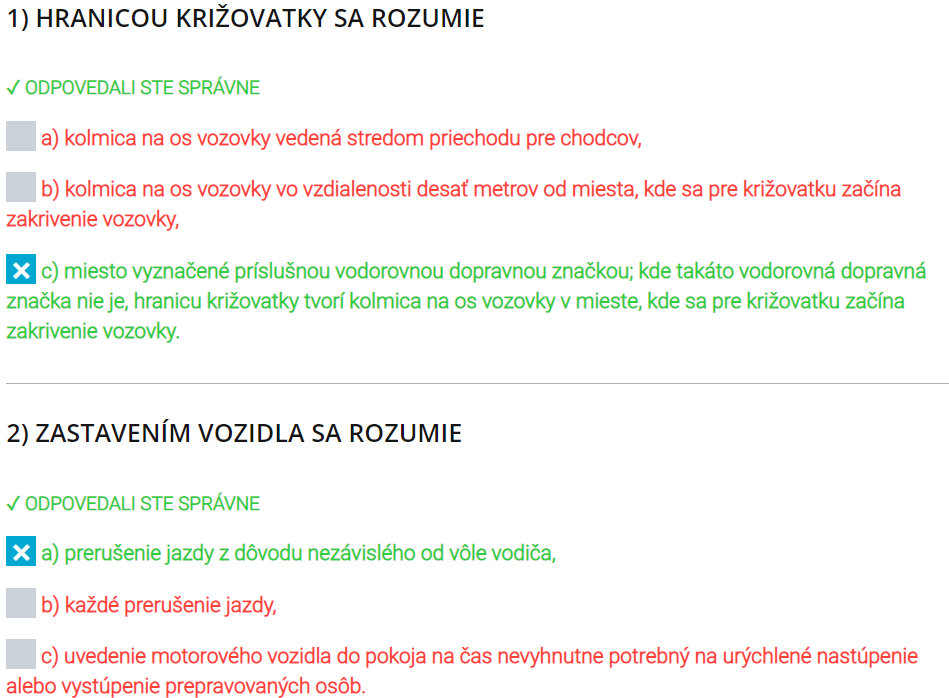 1) HRANICOU KRIŽOVATKY SA ROZUMIE
✓ ODPOVEDALI STE SPRÁVNE
a) kolmica na os vozovky vedená stredom priechodu pre chodcov,
b) kolmica na os vozovky vo vzdialenosti desať metrov od miesta, kde sa pre križovatku začína
zakrivenie vozovky,
c) miesto vyznačené príslušnou vodorovnou dopravnou značkou; kde takáto vodorovná dopravná
značka nie je, hranicu križovatky tvorí kolmica na os vozovky v mieste, kde sa pre križovatku začína
zakrivenie vozovky.
2) ZASTAVENÍM VOZIDLA SA ROZUMIE
✓ ODPOVEDALI STE SPRÁVNE
a) prerušenie jazdy z dôvodu nezávislého od vôle vodiča,
b) každé prerušenie jazdy,
c) uvedenie motorového vozidla do pokoja na čas nevyhnutne potrebný na urýchlené nastúpenie
alebo vystúpenie prepravovaných osôb.